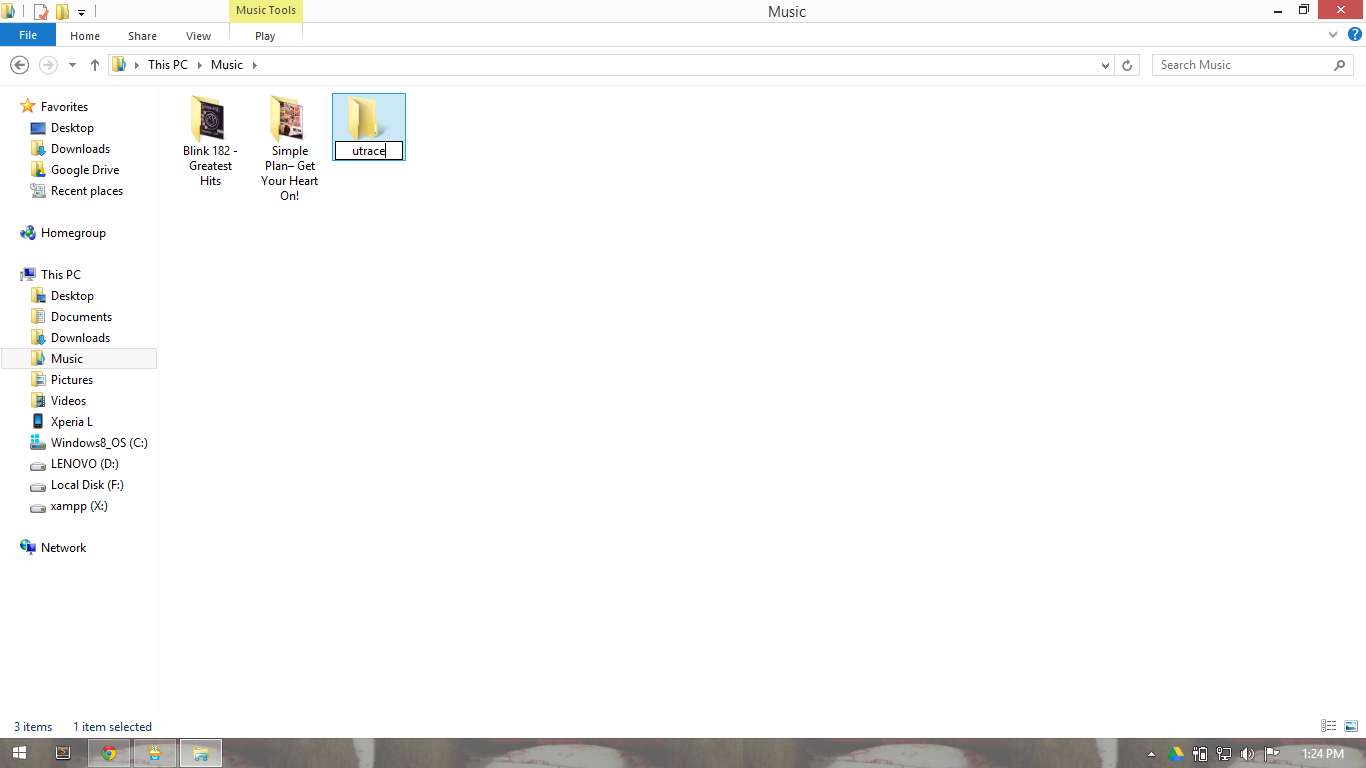 Music Tools
Music
File
Home
Share
View
Play
This PC
Music
Search Music
Favorites
Desktop
Downloads
Google Drive
Recent places
Homegroup
This PC
Desktop
Documents
Downloads
Music
Pictures
Videos
Xperia L
Windows8_OS (C:)
LENOVO (D:)
Local Disk (F:)
xampp (X:)
Network
Blink 182 -
Greatest
Hits
Simple
Plan– Get
Your Heart
On!
utrace
3 items
1 item selected
1:24 PM